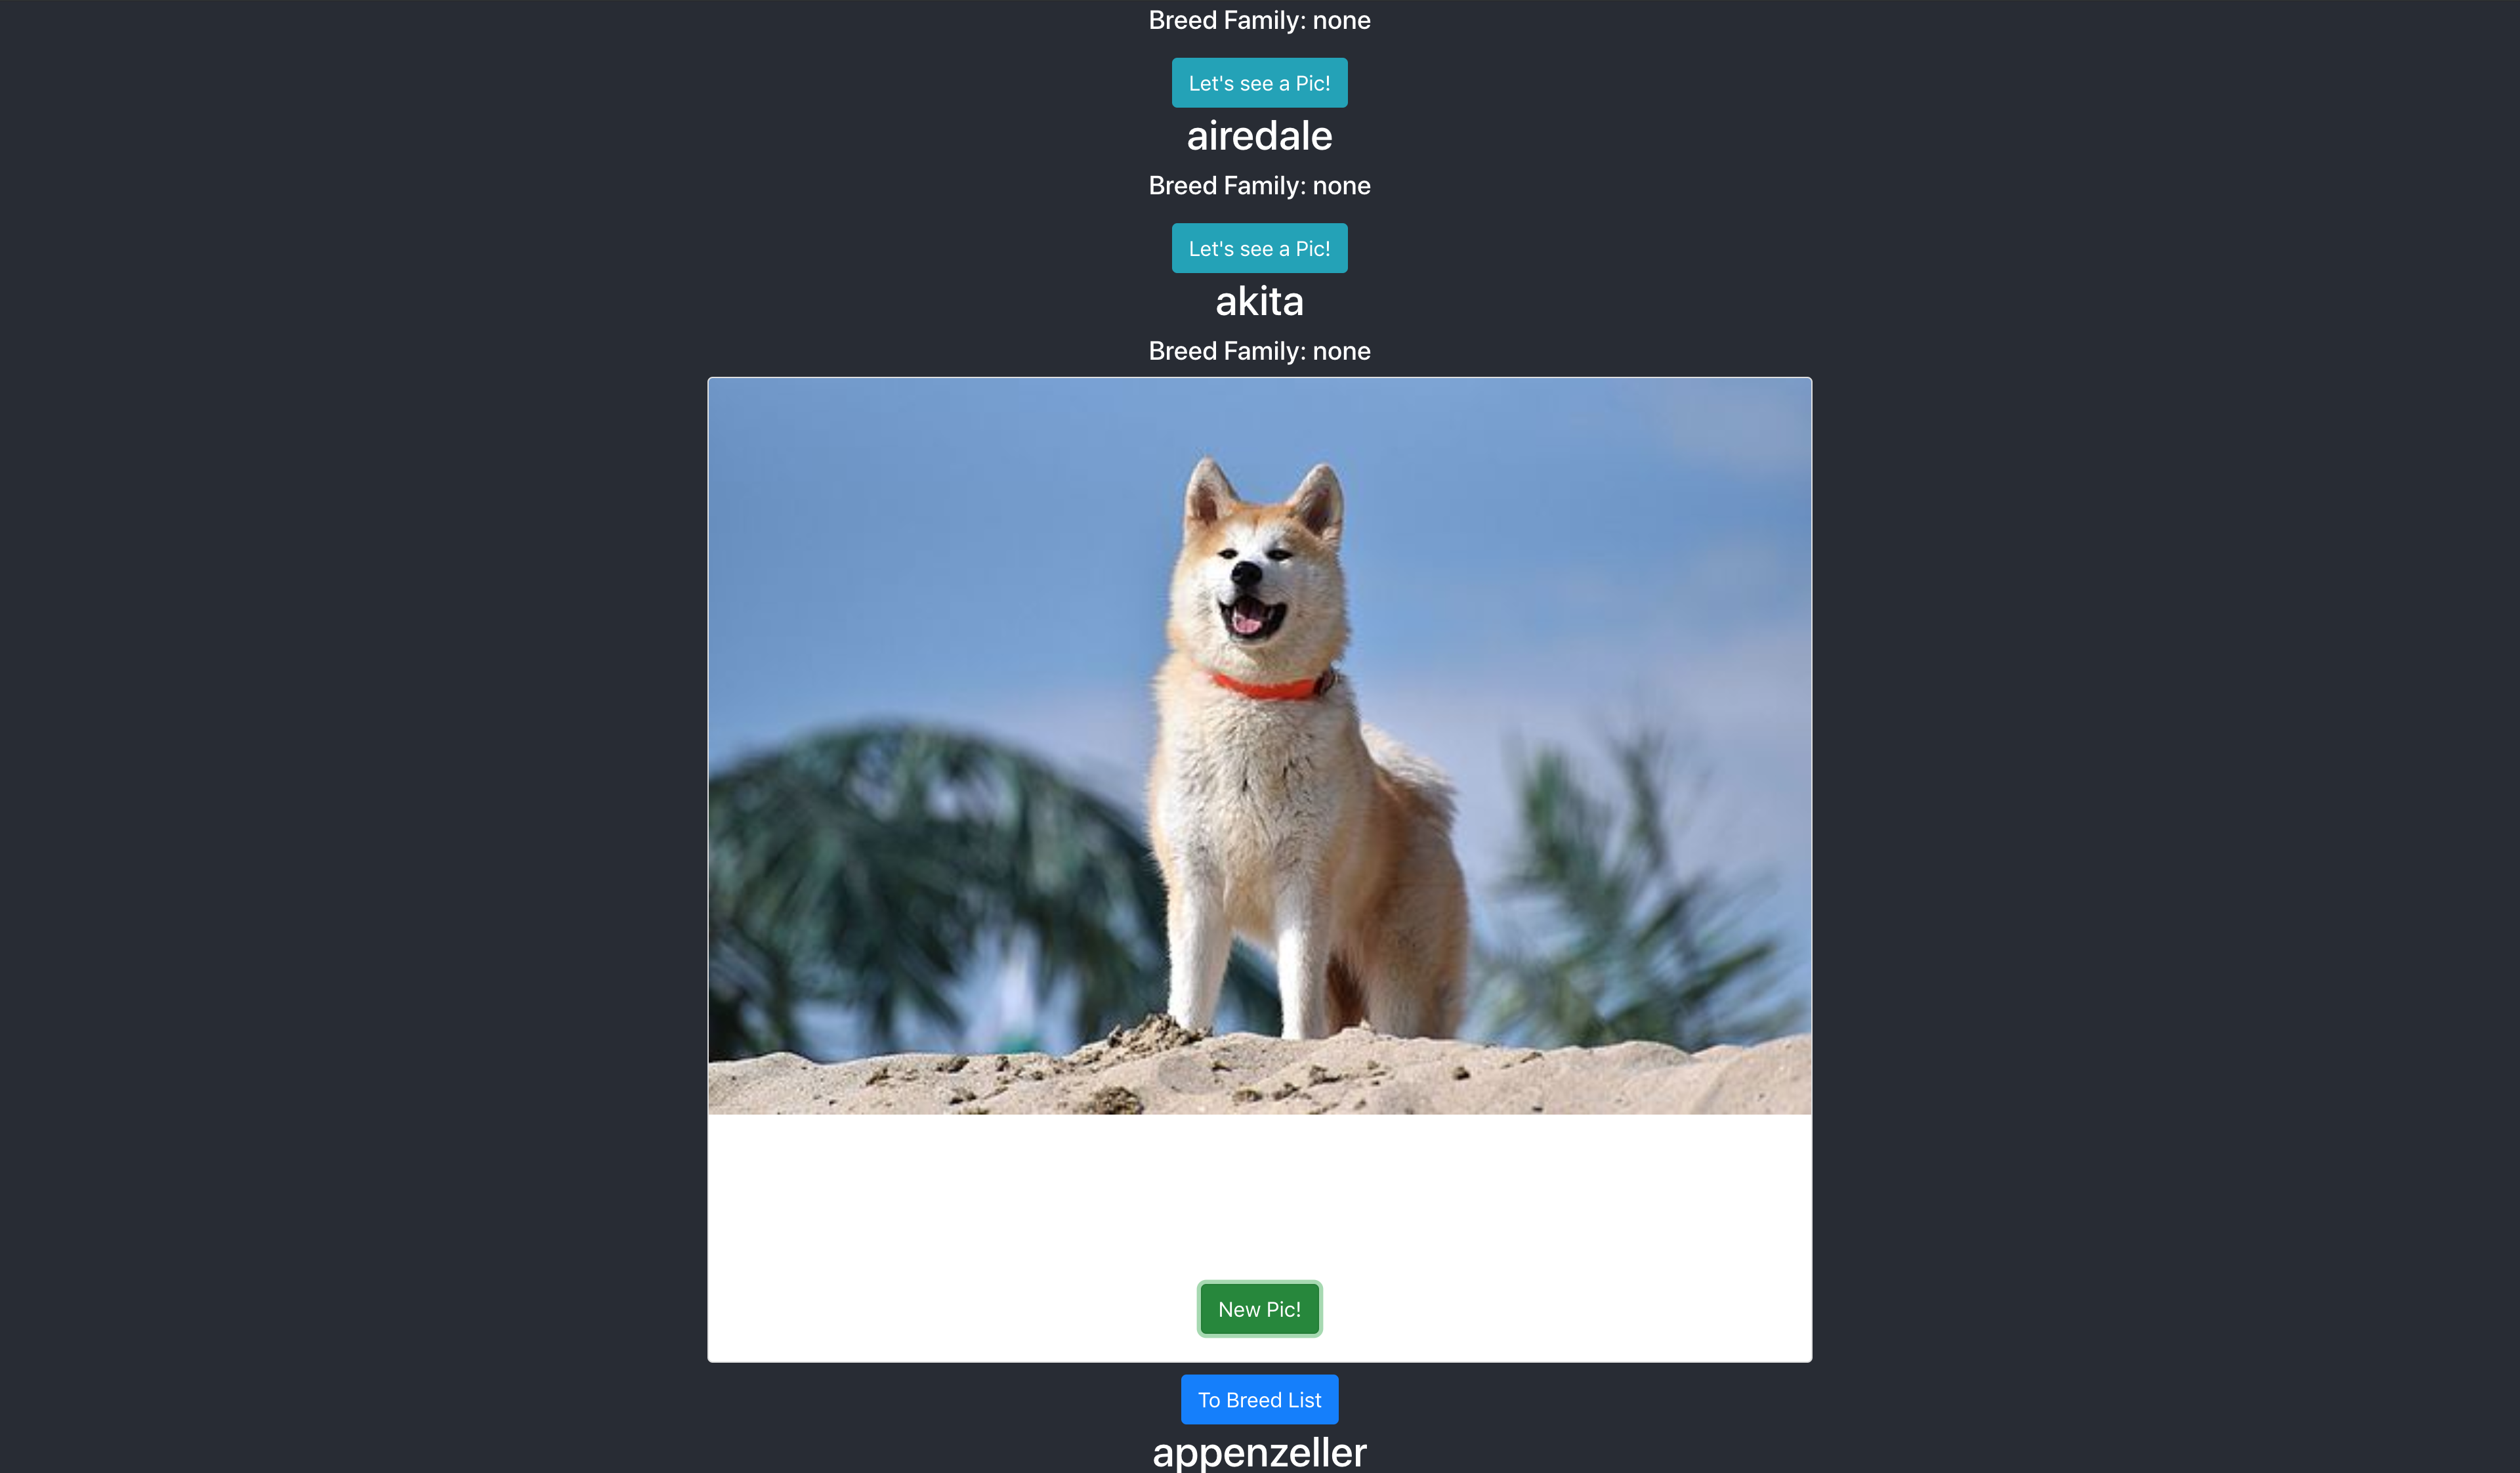 Breed Family: none
Let's see a Pic!
airedale
Breed Family: none
Let's see a Pic!
akita
Breed Family: none
New Pic!
To Breed List
appenzeller